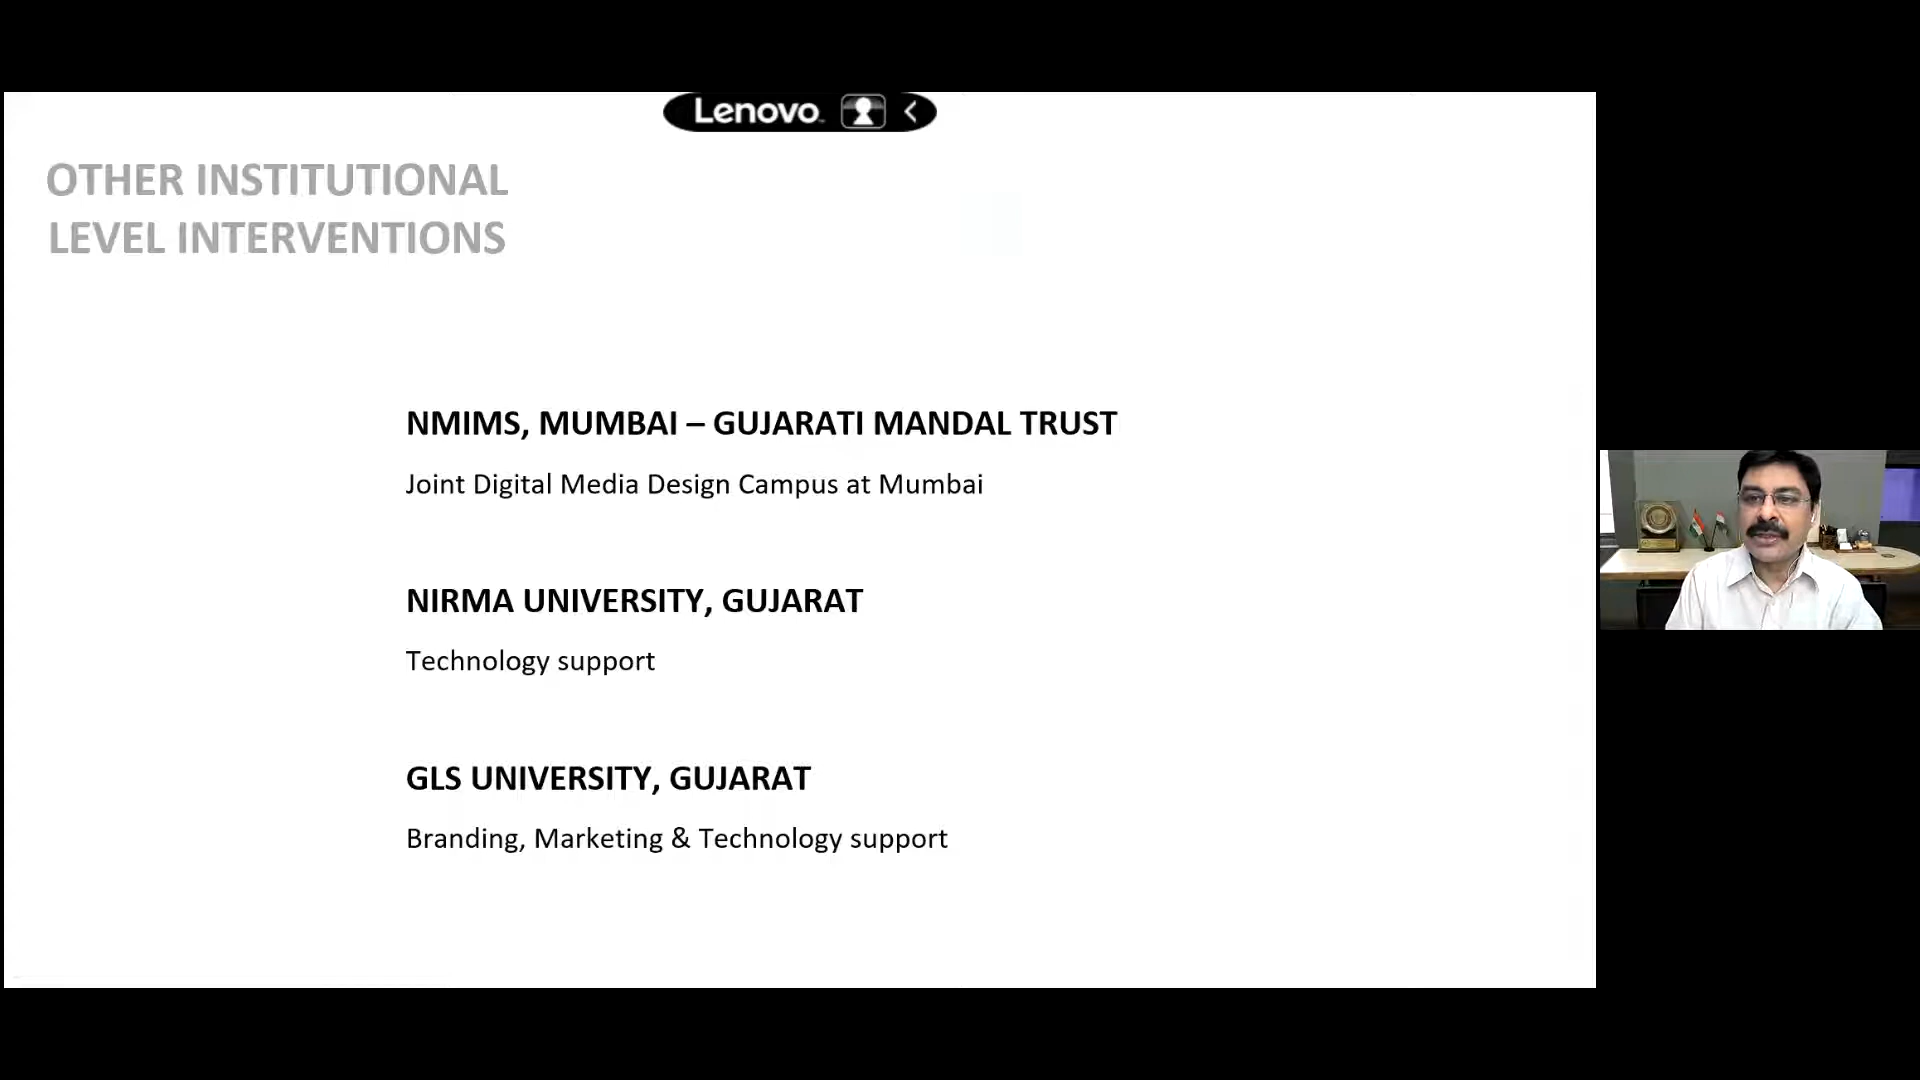 Lenovo
OTHER INSTITUTIONAL
LEVEL INTERVENTIONS
NMIMS, MUMBAI – GUJARATI MANDAL TRUST
Joint Digital Media Design Campus at Mumbai
NIRMA UNIVERSITY, GUJARAT
Technology support
GLS UNIVERSITY, GUJARAT
Branding, Marketing & Technology support